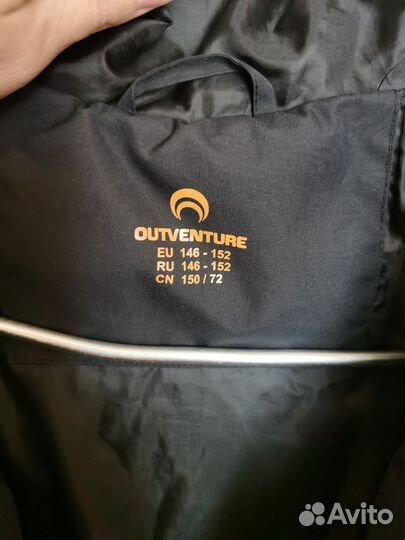 OUTVENTURE
EU 146 - 152
RU 146 - 152
CN 150 / 72
Avito